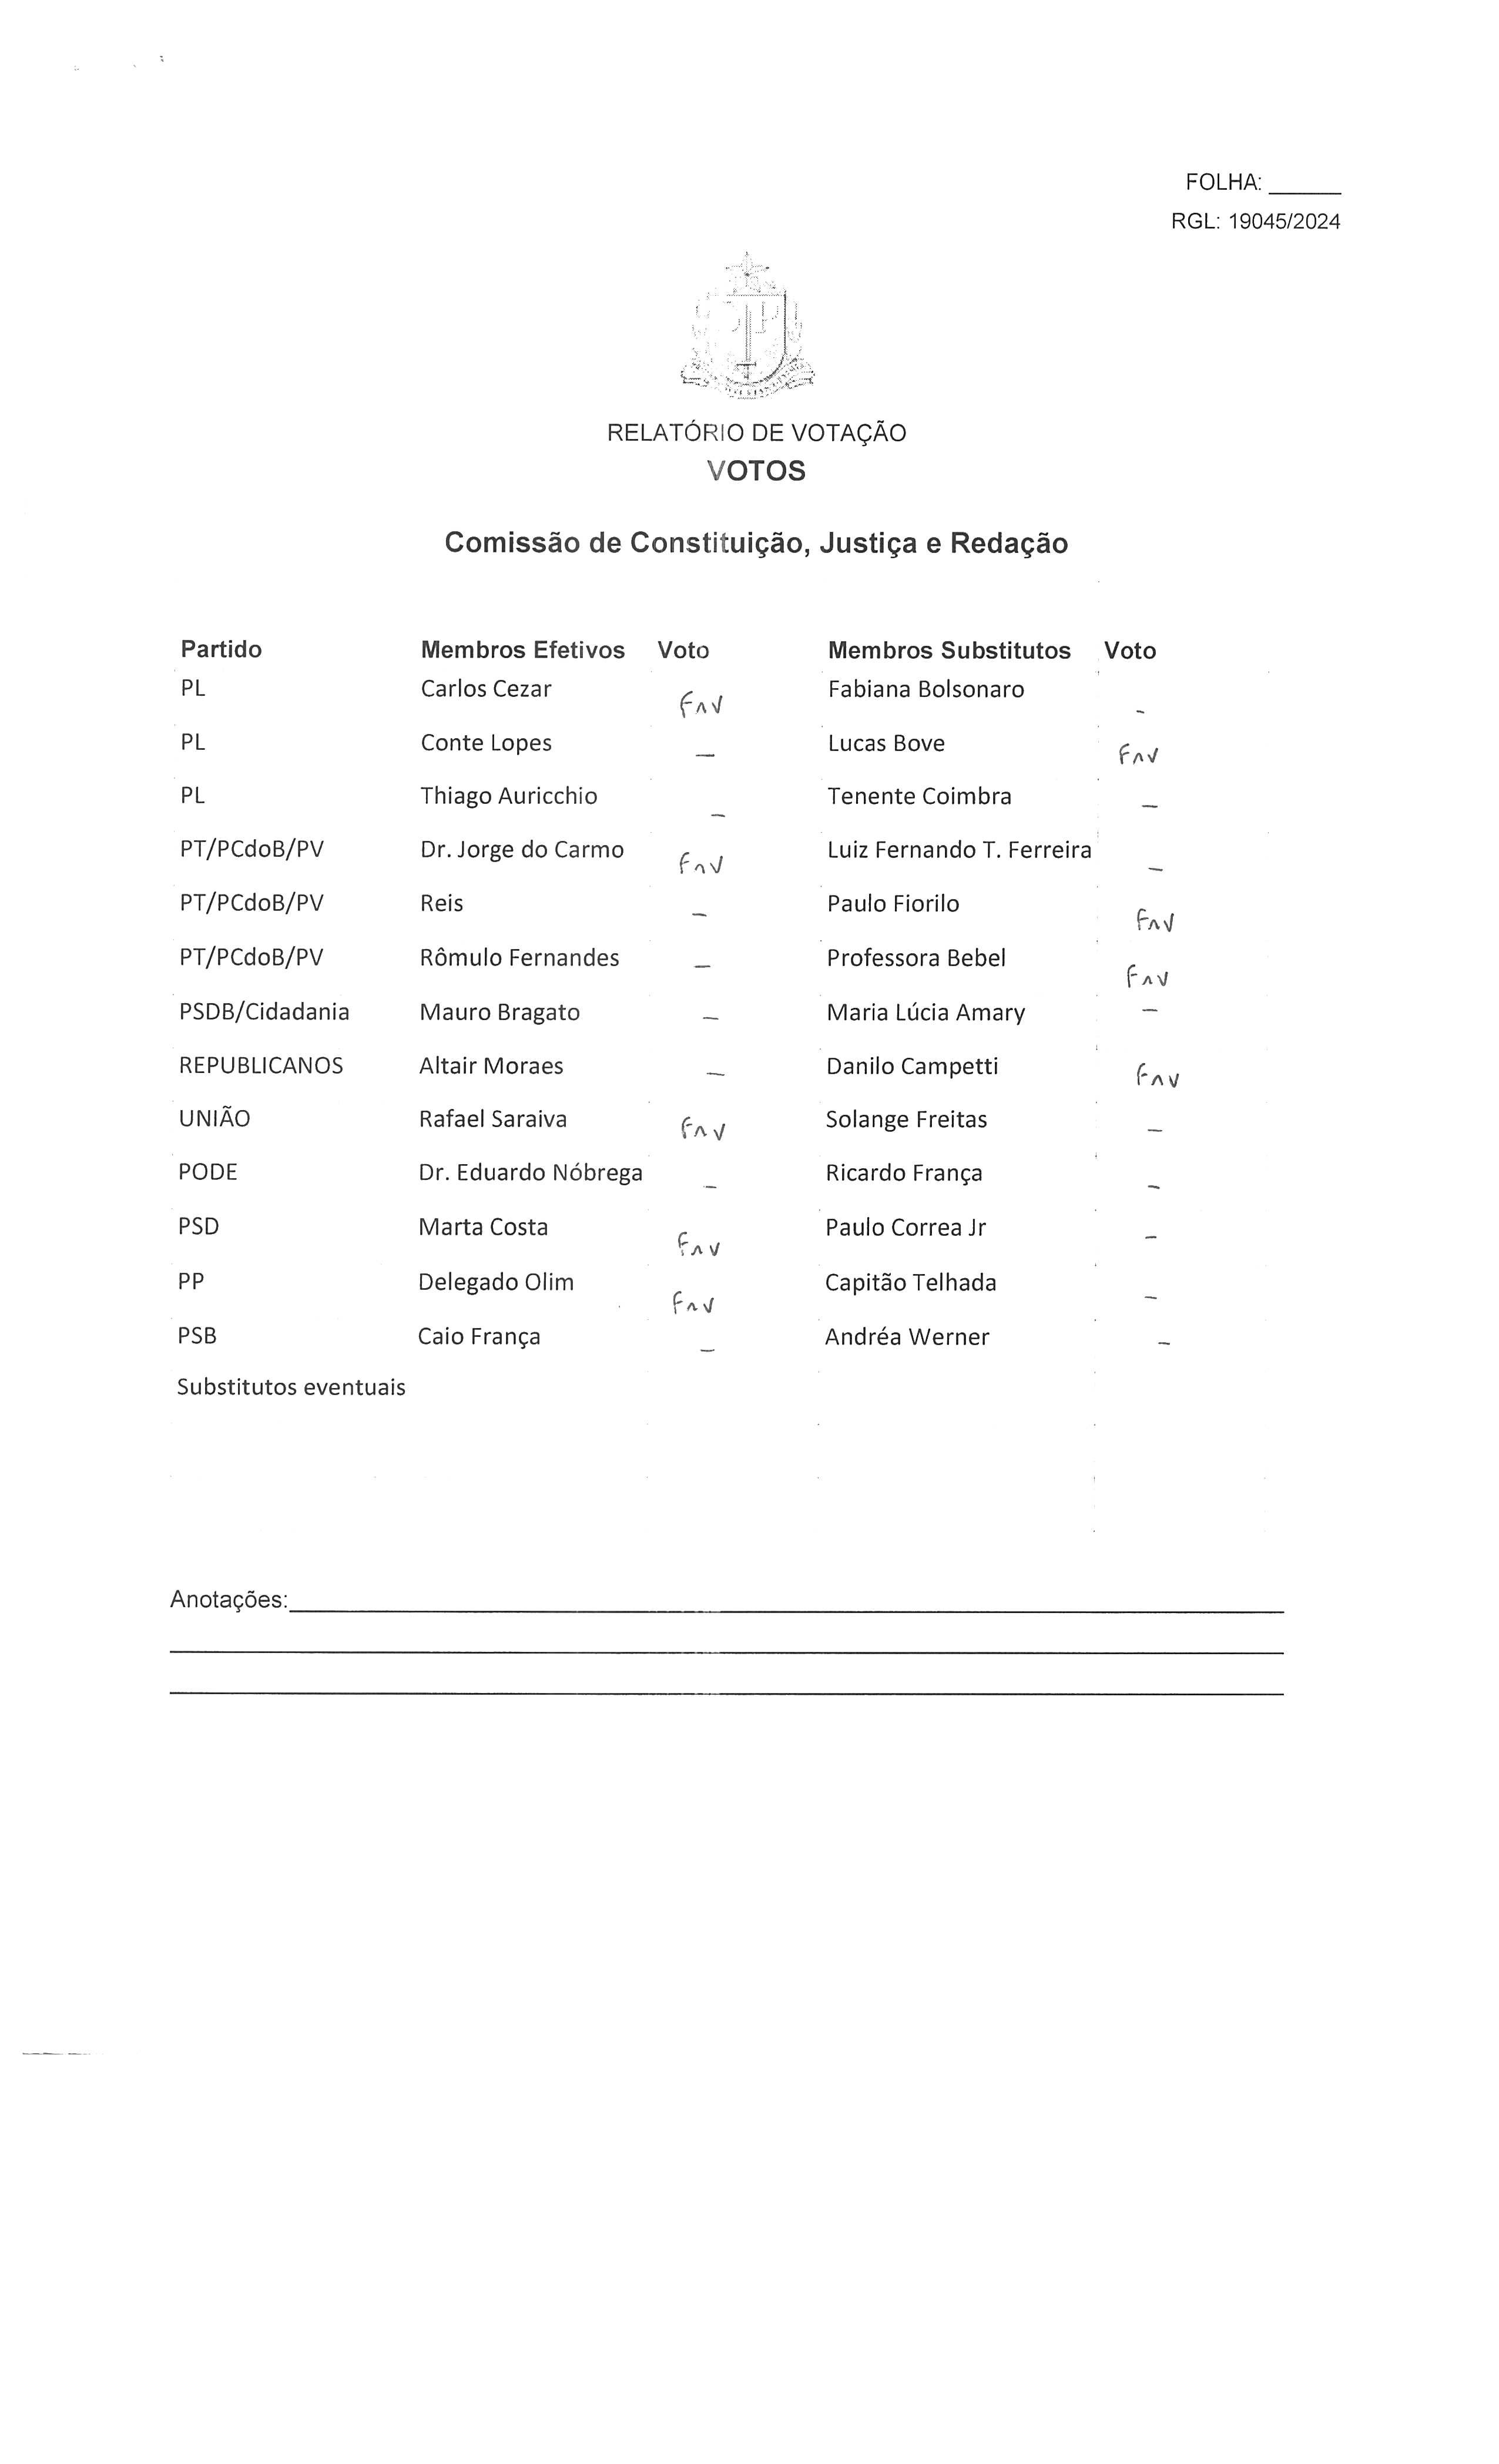 FOLHA: ______
RGL: 19045/2024
RELATÓRIO DE VOTAÇÃO
VOTOS
Comissão de Constituição, Justiça e Redação
Partido Membros Efetivos Voto Membros Substitutos Voto
PL Carlos Cezar FAV Fabiana Bolsonaro –
PL Conte Lopes – Lucas Bove FAV
PL Thiago Auricchio – Tenente Coimbra –
PT/PCdoB/PV Dr. Jorge do Carmo FAV Luiz Fernando T. Ferreira –
PT/PCdoB/PV Reis – Paulo Fiorilo FAV
PT/PCdoB/PV Rômulo Fernandes – Professora Bebel FAV
PSDB/Cidadania Mauro Bragato – Maria Lúcia Amary –
REPUBLICANOS Altair Moraes – Danilo Campetti FAV
UNIÃO Rafael Saraiva FAV Solange Freitas –
PODE Dr. Eduardo Nóbrega – Ricardo França –
PSD Marta Costa FAV Paulo Correa Jr –
PP Delegado Olim FAV Capitão Telhada –
PSB Caio França – Andréa Werner –
Substitutos eventuais
Anotações: